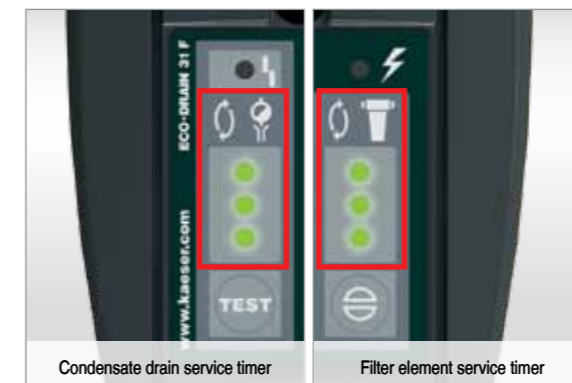 ECO-DRAIN 31 F
www.kaeser.com
TEST
Condensate drain service timer
Filter element service timer